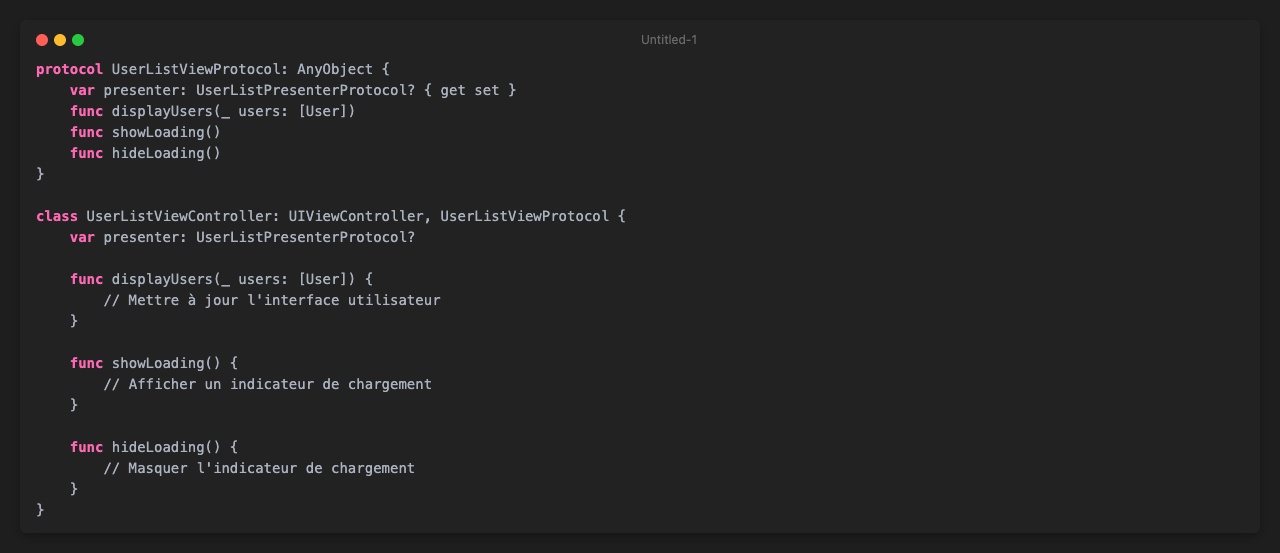 Untitled-1
protocol UserListViewProtocol: AnyObject {
    var presenter: UserListPresenterProtocol? { get set }
    func displayUsers(_ users: [User])
    func showLoading()
    func hideLoading()
}

class UserListViewController: UIViewController, UserListViewProtocol {
    var presenter: UserListPresenterProtocol?

    func displayUsers(_ users: [User]) {
        // Mettre à jour l'interface utilisateur
    }

    func showLoading() {
        // Afficher un indicateur de chargement
    }

    func hideLoading() {
        // Masquer l'indicateur de chargement
    }
}